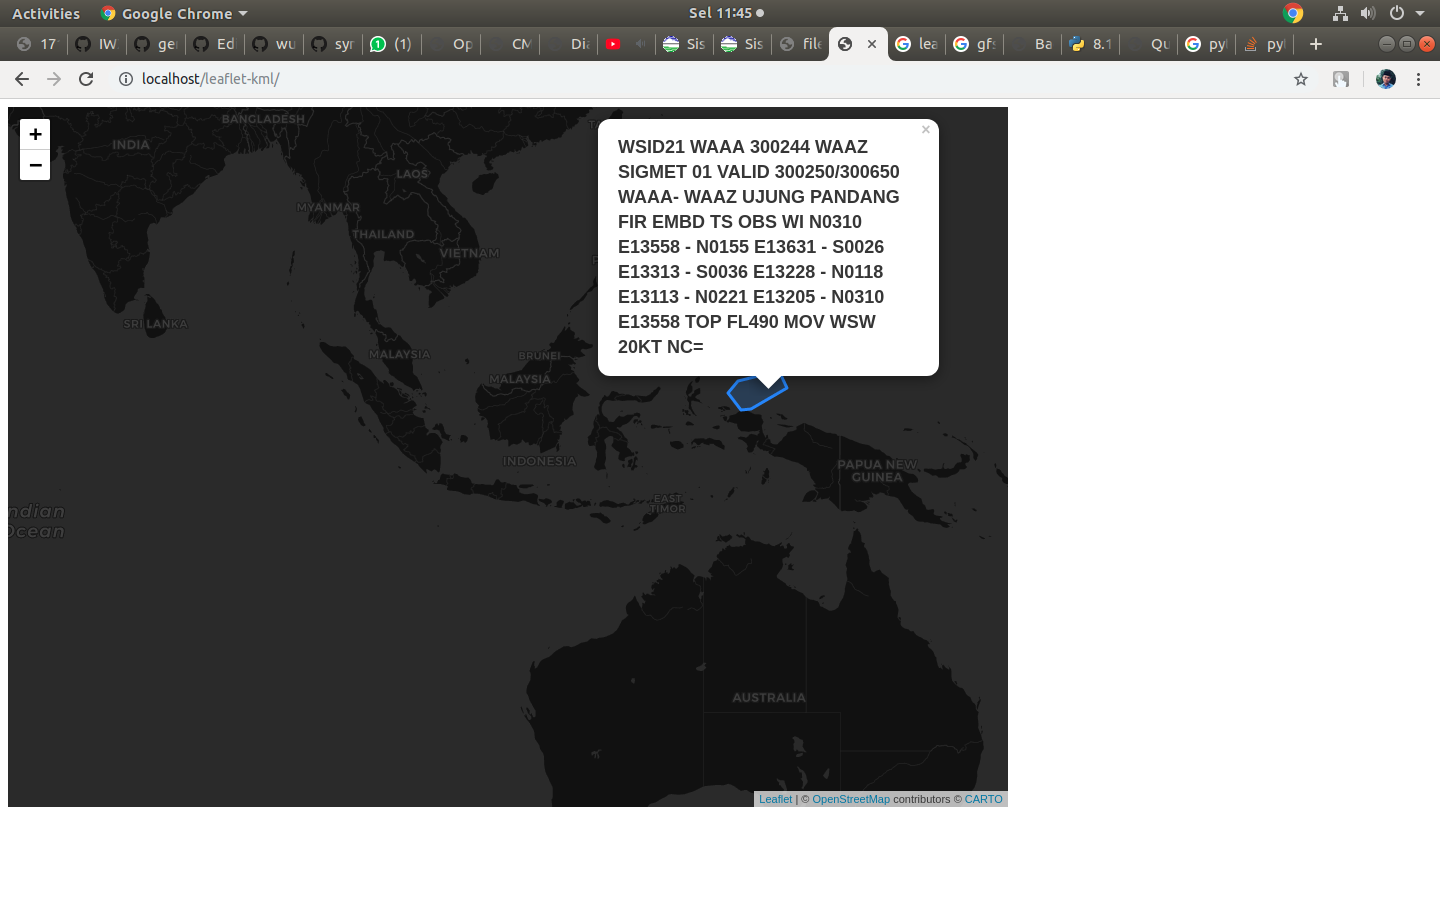 Activities Google Chrome Sel 11:45
17 IW ge Ed wu syr (1) Op CM Dia Sis Sis file lea gfs Ba 8.1 Qu pyl py
localhost/leaflet-kml/
+
−
BANGLADESH
INDIA
LAOS
MYANMAR
THAILAND
VIETNAM
SRI LANKA
MALAYSIA
BRUNEI
MALAYSIA
INDONESIA
EAST
TIMOR
PAPUA NEW
GUINEA
ndian
Ocean
AUSTRALIA
×
WSID21 WAAA 300244 WAAZ
SIGMET 01 VALID 300250/300650
WAAA- WAAZ UJUNG PANDANG
FIR EMBD TS OBS WI N0310
E13558 - N0155 E13631 - S0026
E13313 - S0036 E13228 - N0118
E13113 - N0221 E13205 - N0310
E13558 TOP FL490 MOV WSW
20KT NC=
Leaflet | © OpenStreetMap contributors © CARTO